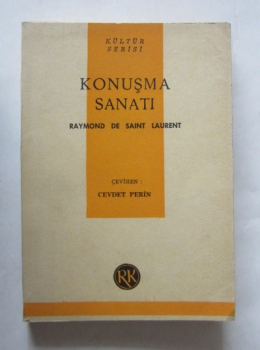 KÜLTÜR
SERİSİ
KONUŞMA
SANATI
RAYMOND DE SAINT LAURENT
ÇEVİREN :
CEVDET PERİN
RK